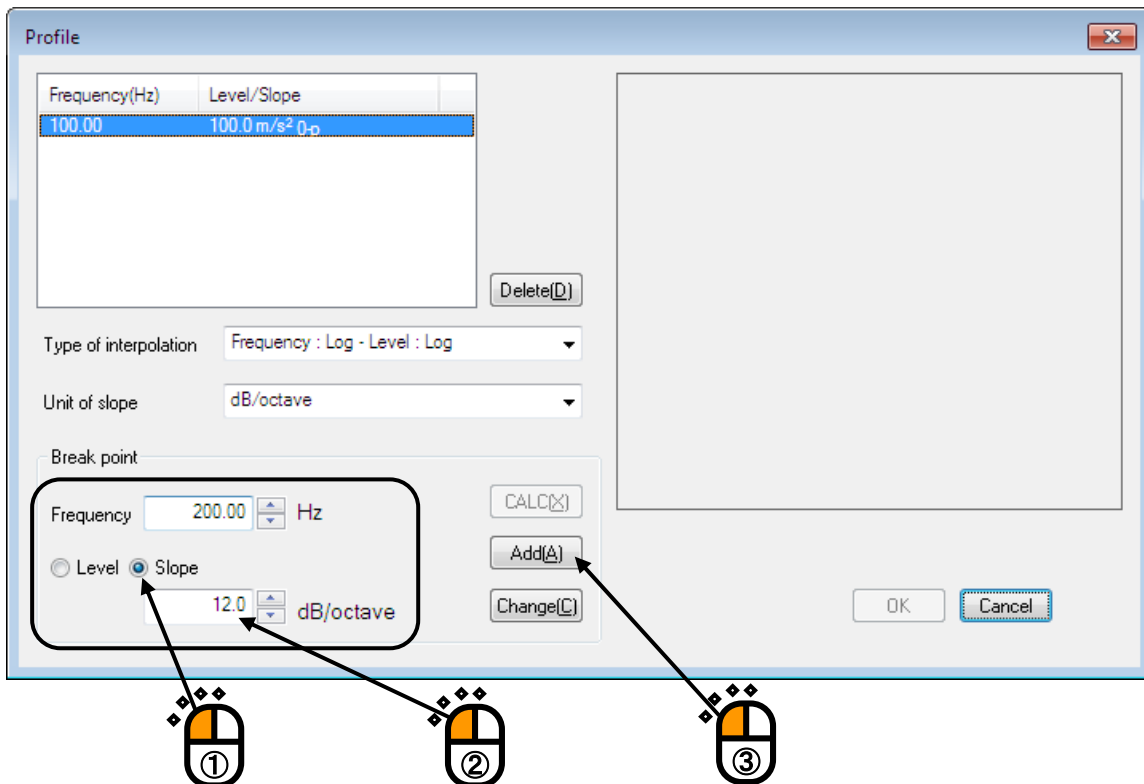 Profile
Frequency(Hz) Level/Slope
100.00 100.0 m/s² 0-p
Delete(D)
Type of interpolation Frequency : Log - Level : Log
Unit of slope dB/octave
Break point
Frequency 200.00 Hz
CALC(X)
Level Slope
Add(A)
12.0 dB/octave
Change(C)
OK Cancel
① ② ③